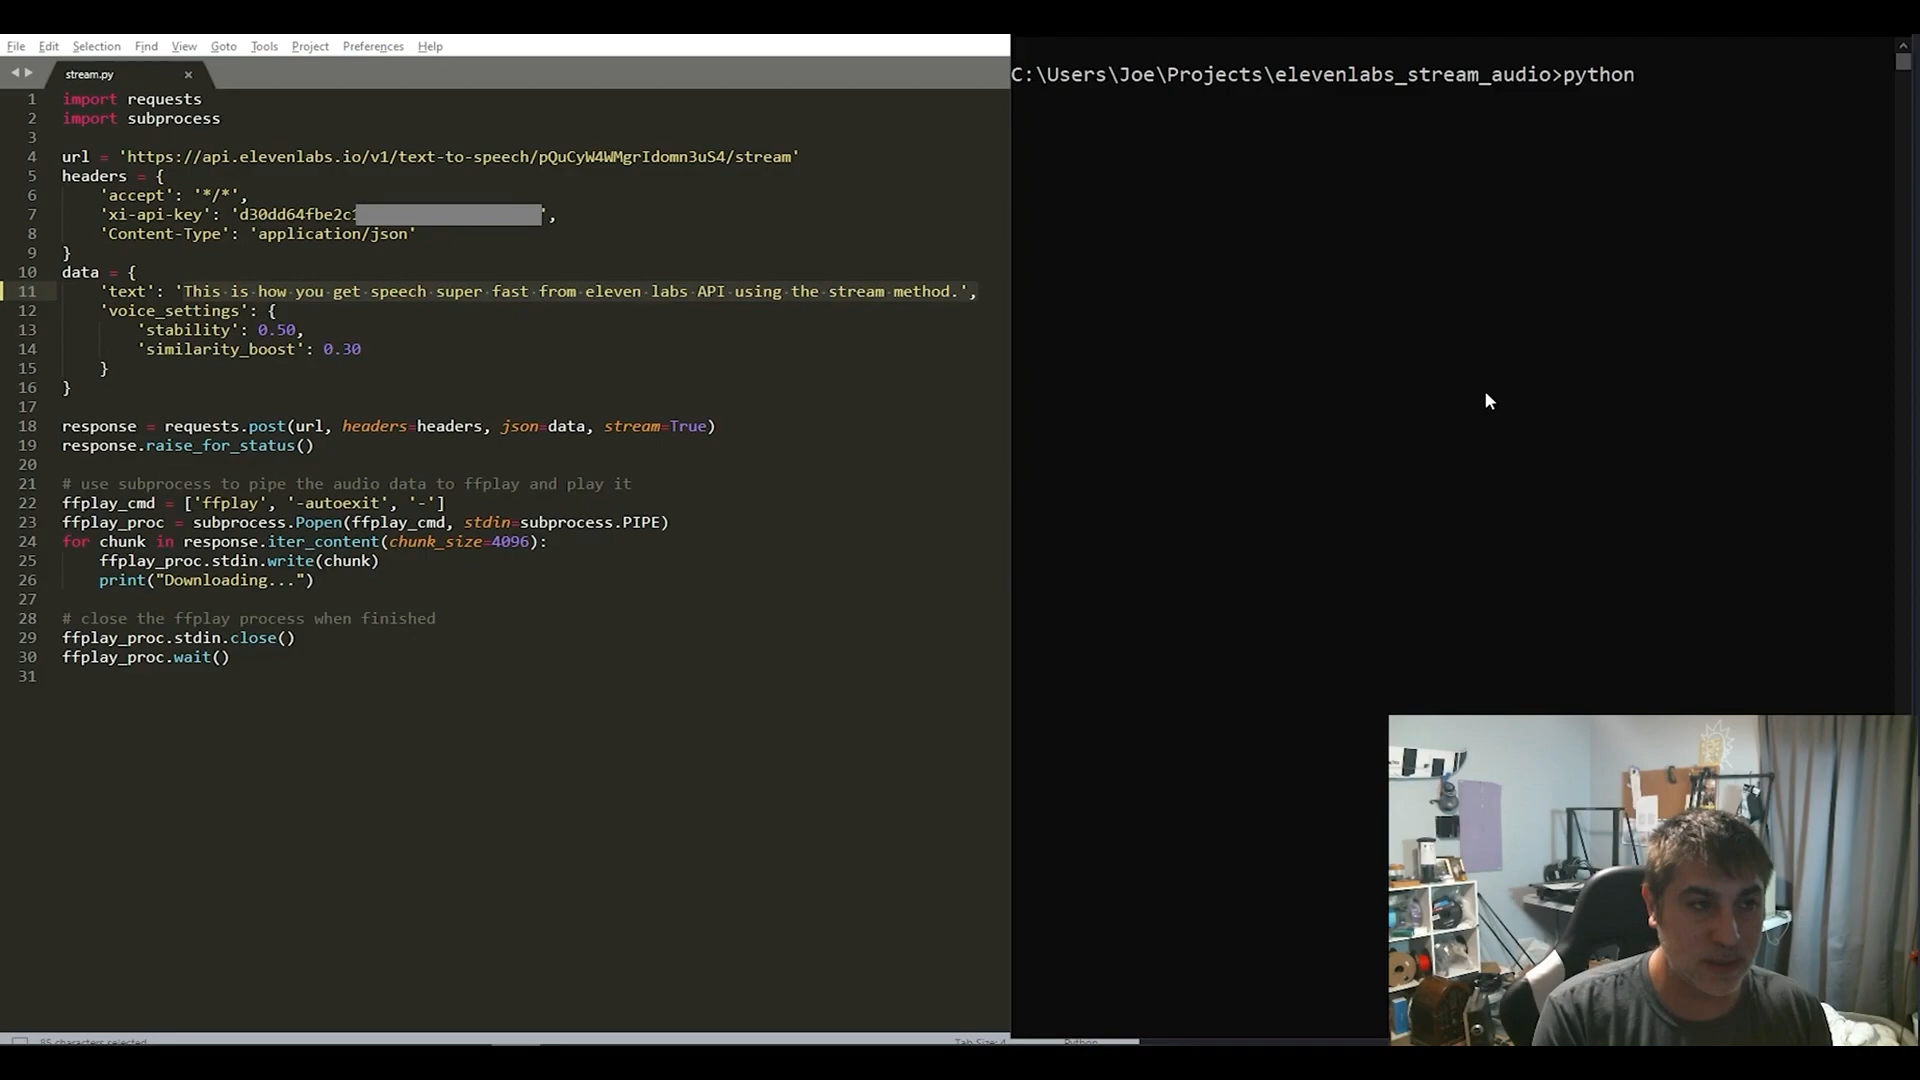 File Edit Selection Find View Goto Tools Project Preferences Help
stream.py ×
1 import requests
2 import subprocess
3
4 url = 'https://api.elevenlabs.io/v1/text-to-speech/pQuCyW4WMgrIdomn3uS4/stream'
5 headers = {
6     'accept': '*/*',
7     'xi-api-key': 'd30dd64fbe2c1 ',
8     'Content-Type': 'application/json'
9 }
10 data = {
11     'text': 'This is how you get speech super fast from eleven labs API using the stream method.',
12     'voice_settings': {
13         'stability': 0.50,
14         'similarity_boost': 0.30
15     }
16 }
17
18 response = requests.post(url, headers=headers, json=data, stream=True)
19 response.raise_for_status()
20
21 # use subprocess to pipe the audio data to ffplay and play it
22 ffplay_cmd = ['ffplay', '-autoexit', '-']
23 ffplay_proc = subprocess.Popen(ffplay_cmd, stdin=subprocess.PIPE)
24 for chunk in response.iter_content(chunk_size=4096):
25     ffplay_proc.stdin.write(chunk)
26     print("Downloading...")
27
28 # close the ffplay process when finished
29 ffplay_proc.stdin.close()
30 ffplay_proc.wait()
31
85 characters selected Tab Size: 4 Python
C:\Users\Joe\Projects\elevenlabs_stream_audio>python